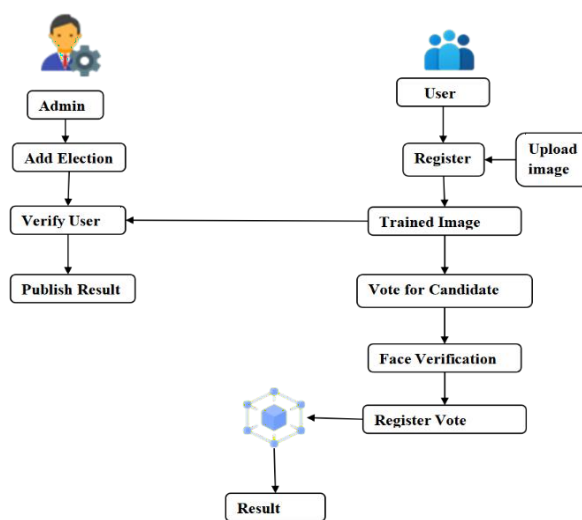 Admin
User
Add Election
Register
Upload
image
Verify User
Trained Image
Publish Result
Vote for Candidate
Face Verification
Register Vote
Result